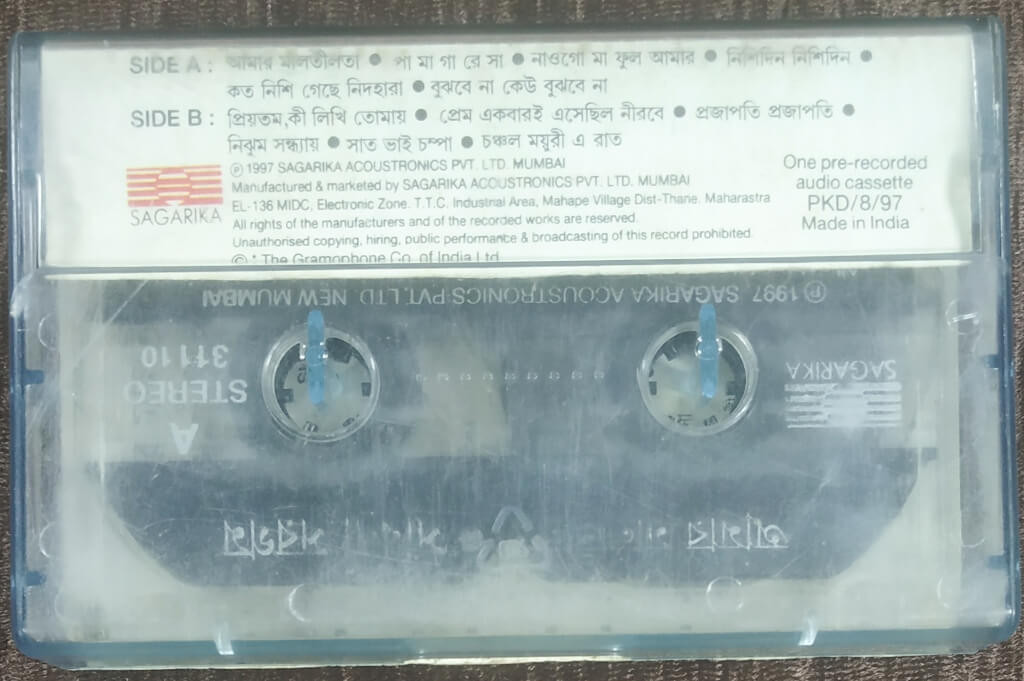 SIDE A : আমার মালতীলতা ● পা মা গা রে সা ● নাওগো মা ফুল আমার ● নিশিদিন নিশিদিন ●
কত নিশি গেছে নিদহারা ● বুঝবে না কেউ বুঝবে না
SIDE B : প্রিয়তম,কী লিখি তোমায় ● প্রেম একবারই এসেছিল নীরবে ● প্রজাপতি প্রজাপতি ●
নিঝুম সন্ধ্যায় ● সাত ভাই চম্পা ● চঞ্চল ময়ূরী এ রাত
SAGARIKA
Ⓟ 1997 SAGARIKA ACOUSTRONICS PVT. LTD. MUMBAI
Manufactured & marketed by SAGARIKA ACOUSTRONICS PVT. LTD. MUMBAI
EL-136 MIDC, Electronic Zone. T.T.C. Industrial Area, Mahape Village Dist-Thane. Maharastra
All rights of the manufacturers and of the recorded works are reserved.
Unauthorised copying, hiring, public performance & broadcasting of this record prohibited.
© * The Gramophone Co. of India Ltd.
One pre-recorded
audio cassette
PKD/8/97
Made in India
Ⓟ 1997 SAGARIKA ACOUSTRONICS PVT. LTD. NEW MUMBAI
SAGARIKA
STEREO
31110
A
আমার
সরগম